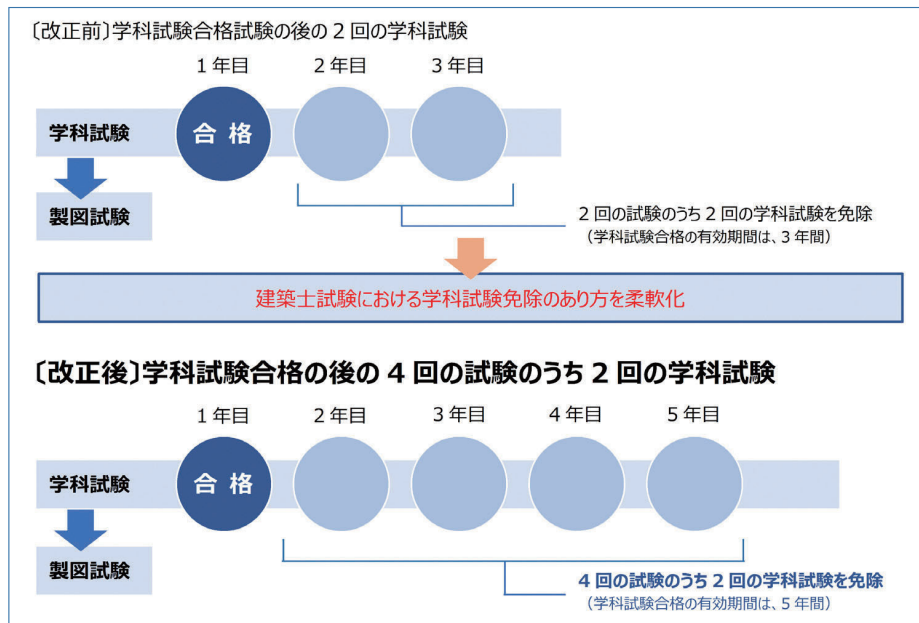 〔改正前〕学科試験合格試験の後の2回の学科試験
1年目 2年目 3年目
学科試験 合格
製図試験
2回の試験のうち2回の学科試験を免除
（学科試験合格の有効期間は、3年間）
建築士試験における学科試験免除のあり方を柔軟化
〔改正後〕学科試験合格の後の4回の試験のうち2回の学科試験
1年目 2年目 3年目 4年目 5年目
学科試験 合格
製図試験
4回の試験のうち2回の学科試験を免除
（学科試験合格の有効期間は、5年間）